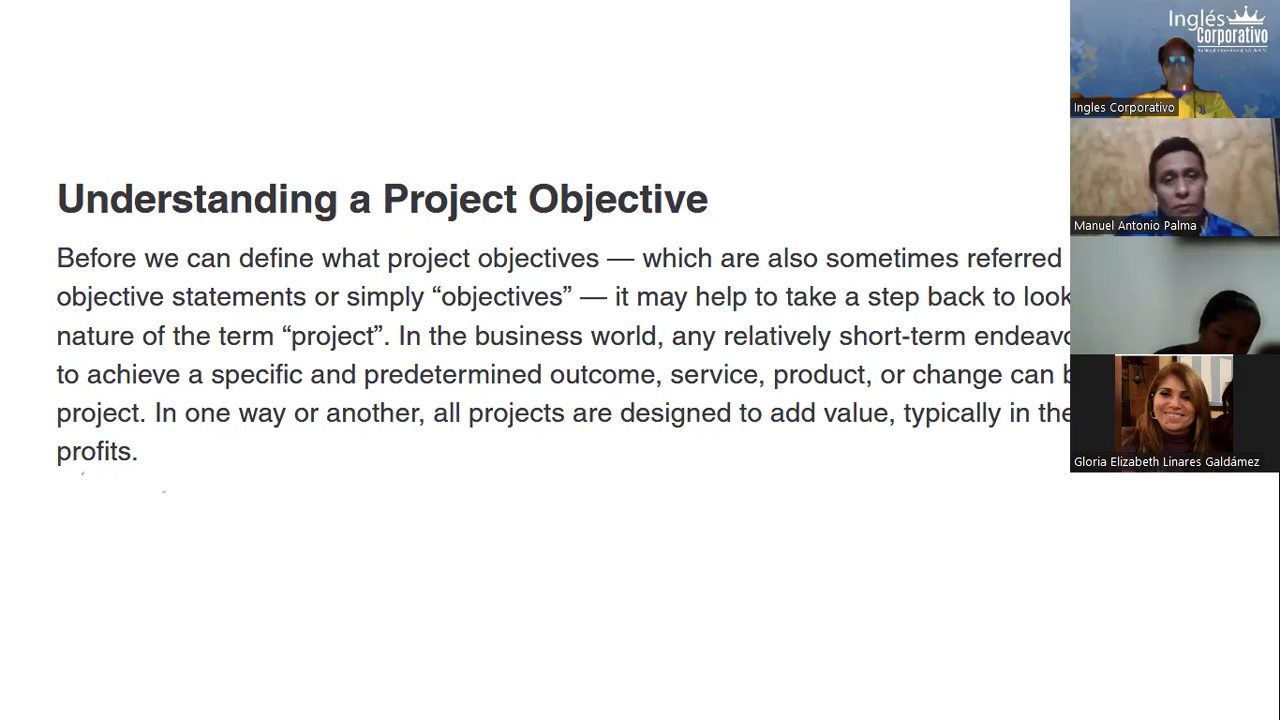 Understanding a Project Objective
Before we can define what project objectives — which are also sometimes referred
objective statements or simply “objectives” — it may help to take a step back to look
nature of the term “project”. In the business world, any relatively short-term
to achieve a specific and predetermined outcome, service, product, or change can
project. In one way or another, all projects are designed to add value, typically in the
profits.
Inglés
Corporativo
Ingles Corporativo
Manuel Antonio Palma
Gloria Elizabeth Linares Galdámez